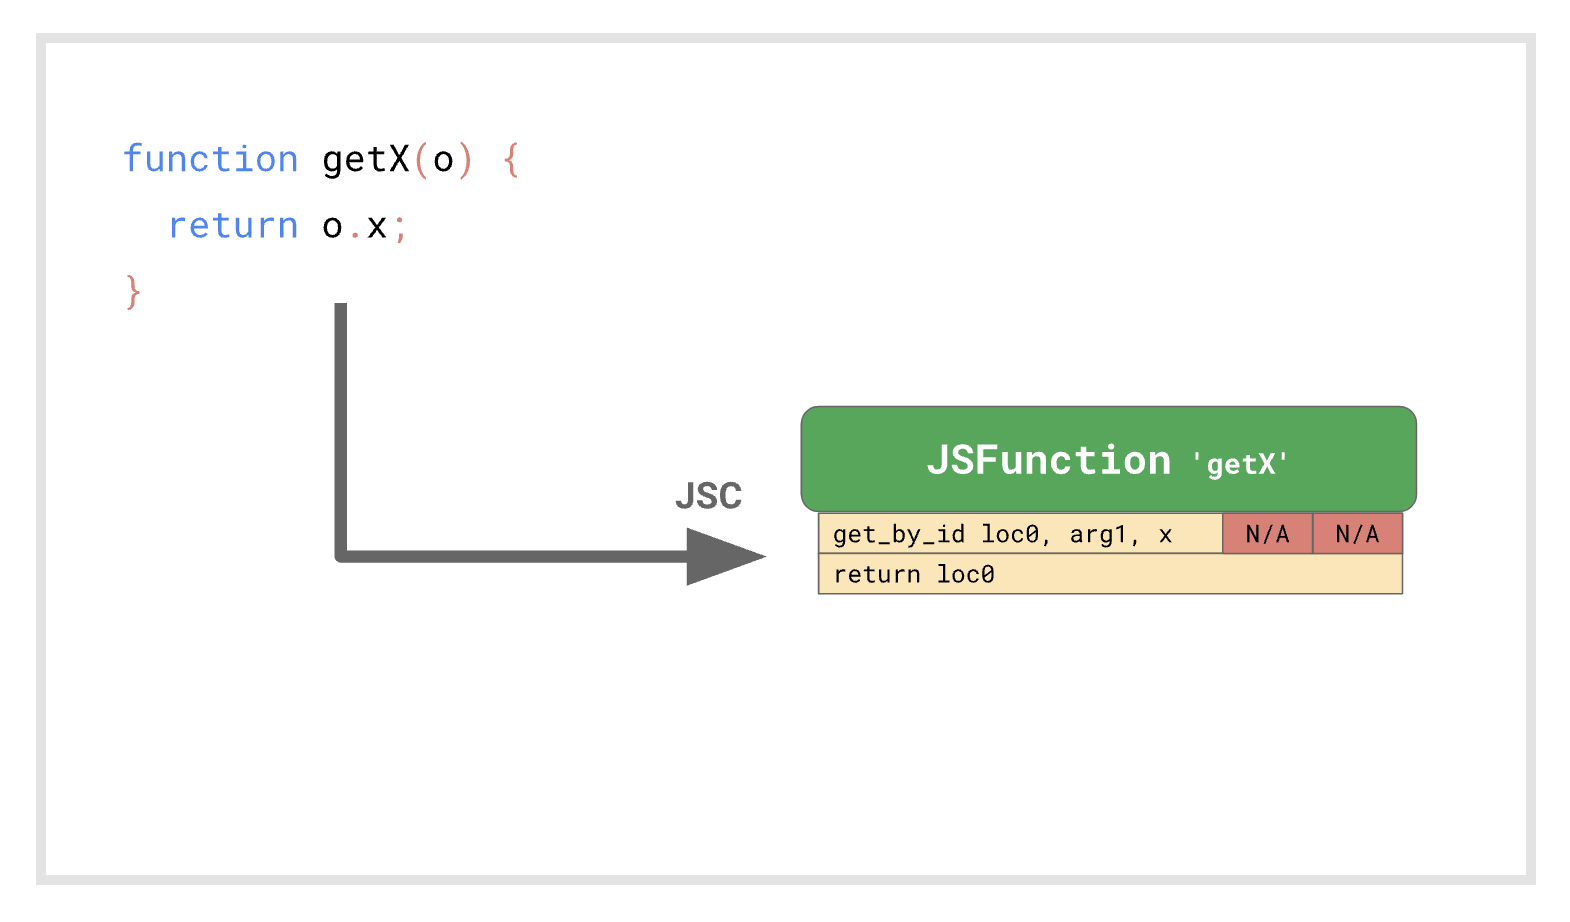 function getX(o) {
return o.x;
}
JSC
JSFunction 'getX'
get_by_id loc0, arg1, x N/A N/A
return loc0